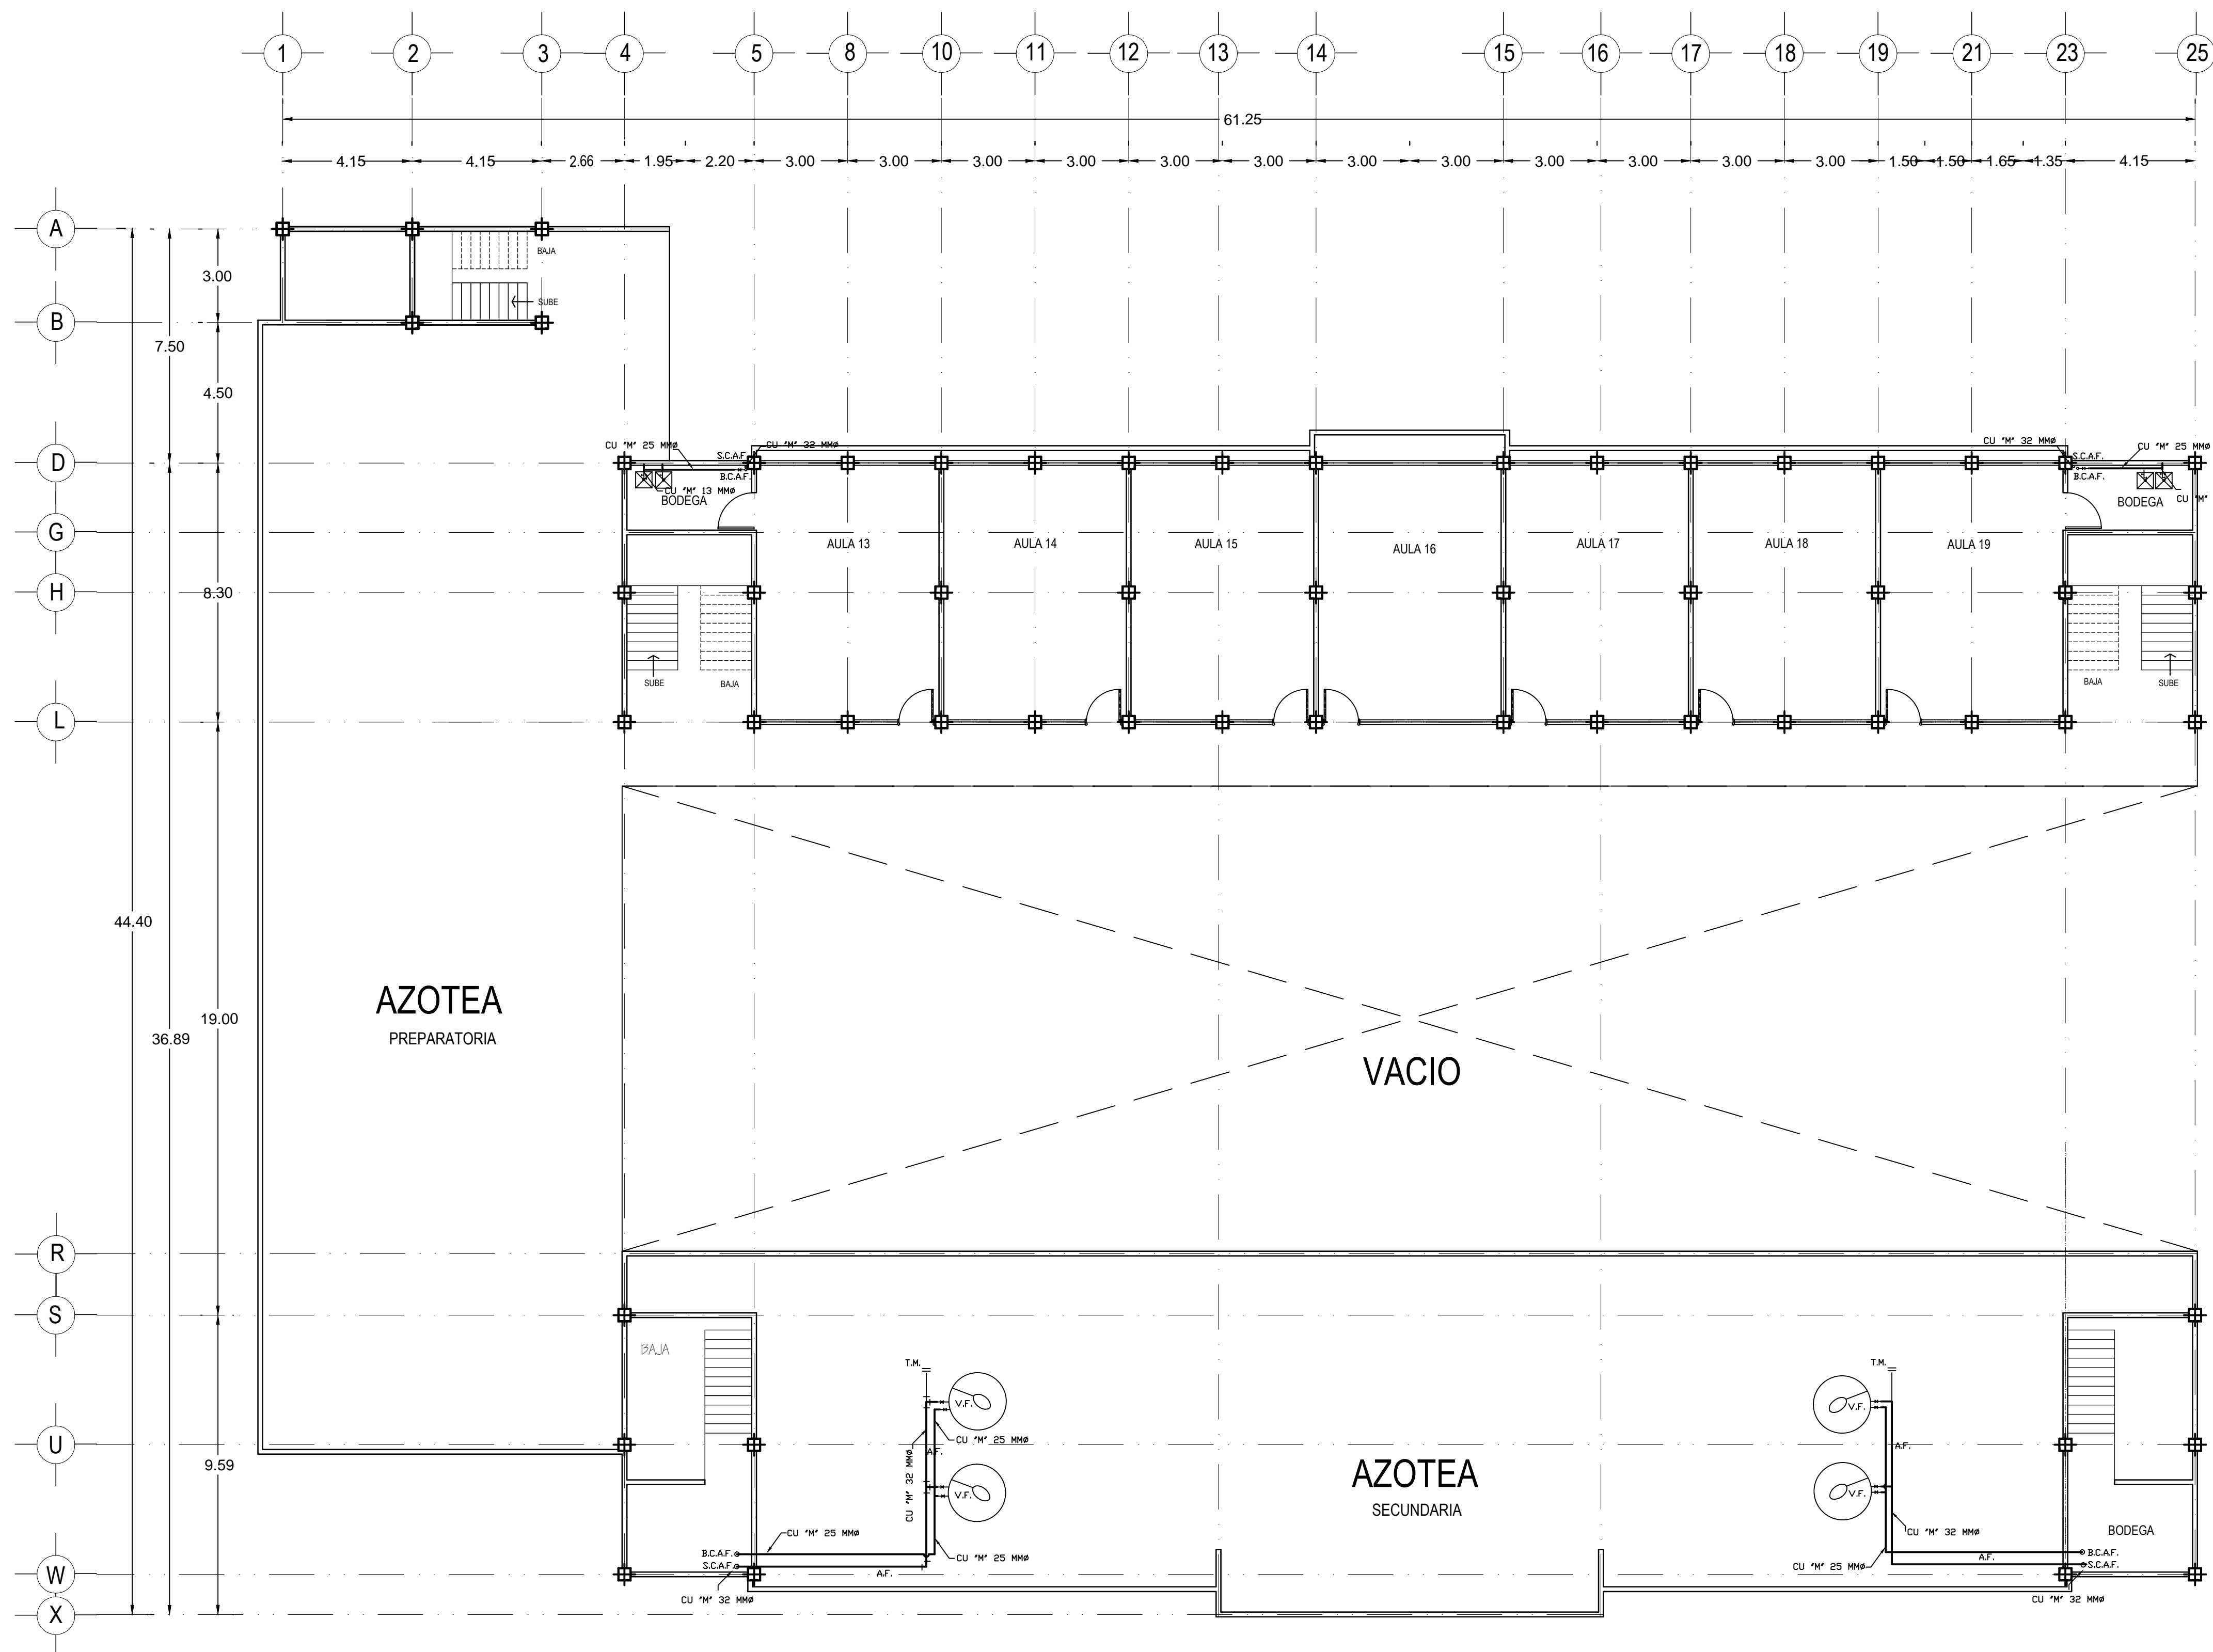 1 2 3 4 5 8 10 11 12 13 14 15 16 17 18 19 21 23 25
61.25
4.15 4.15 2.66 1.95 2.20 3.00 3.00 3.00 3.00 3.00 3.00 3.00 3.00 3.00 3.00 3.00 3.00 1.50 1.50 1.65 1.35 4.15
A
BAJA
3.00
SUBE
B
7.50
4.50
CU "M" 25 MMØ
CU "M" 32 MMØ
CU "M" 32 MMØ
CU "M" 25 MMØ
S.C.A.F.
S.C.A.F.
D
B.C.A.F.
B.C.A.F.
CU "M" 13 MMØ
CU "M"
BODEGA
BODEGA
G
AULA 13
AULA 14
AULA 15
AULA 16
AULA 17
AULA 18
AULA 19
H
8.30
SUBE
BAJA
BAJA
SUBE
L
44.40
36.89
19.00
AZOTEA
PREPARATORIA
VACIO
R
S
BAJA
T.M.
T.M.
V.F.
V.F.
CU "M" 25 MMØ
U
A.F.
A.F.
9.59
CU "M" 32 MMØ
V.F.
V.F.
AZOTEA
SECUNDARIA
CU "M" 25 MMØ
CU "M" 32 MMØ
BODEGA
B.C.A.F.
B.C.A.F.
CU "M" 25 MMØ
A.F.
S.C.A.F.
S.C.A.F.
CU "M" 25 MMØ
A.F.
W
CU "M" 32 MMØ
CU "M" 32 MMØ
X